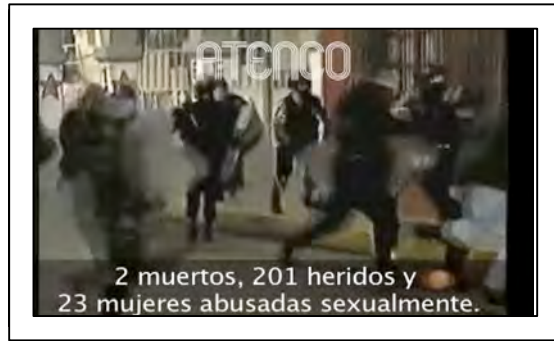 ATENCO
2 muertos, 201 heridos y
23 mujeres abusadas sexualmente.